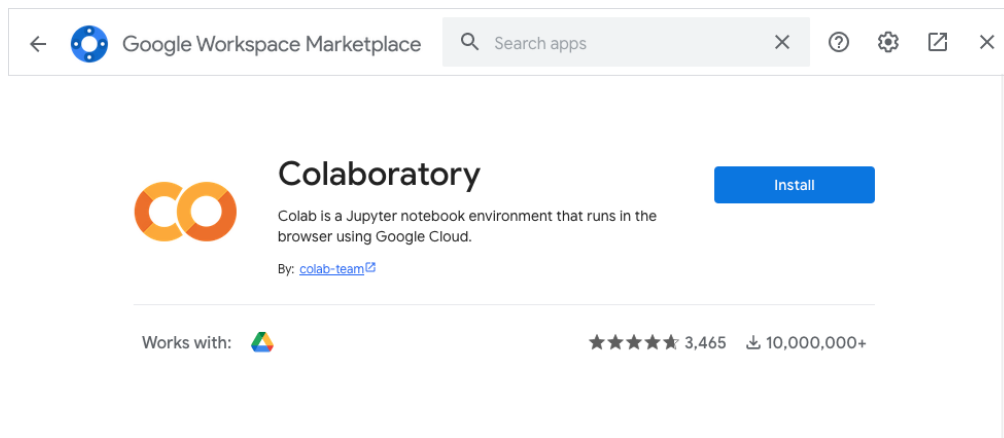 Google Workspace Marketplace
Search apps
Colaboratory
Install
Colab is a Jupyter notebook environment that runs in the
browser using Google Cloud.
By: colab-team
Works with:
3,465
10,000,000+